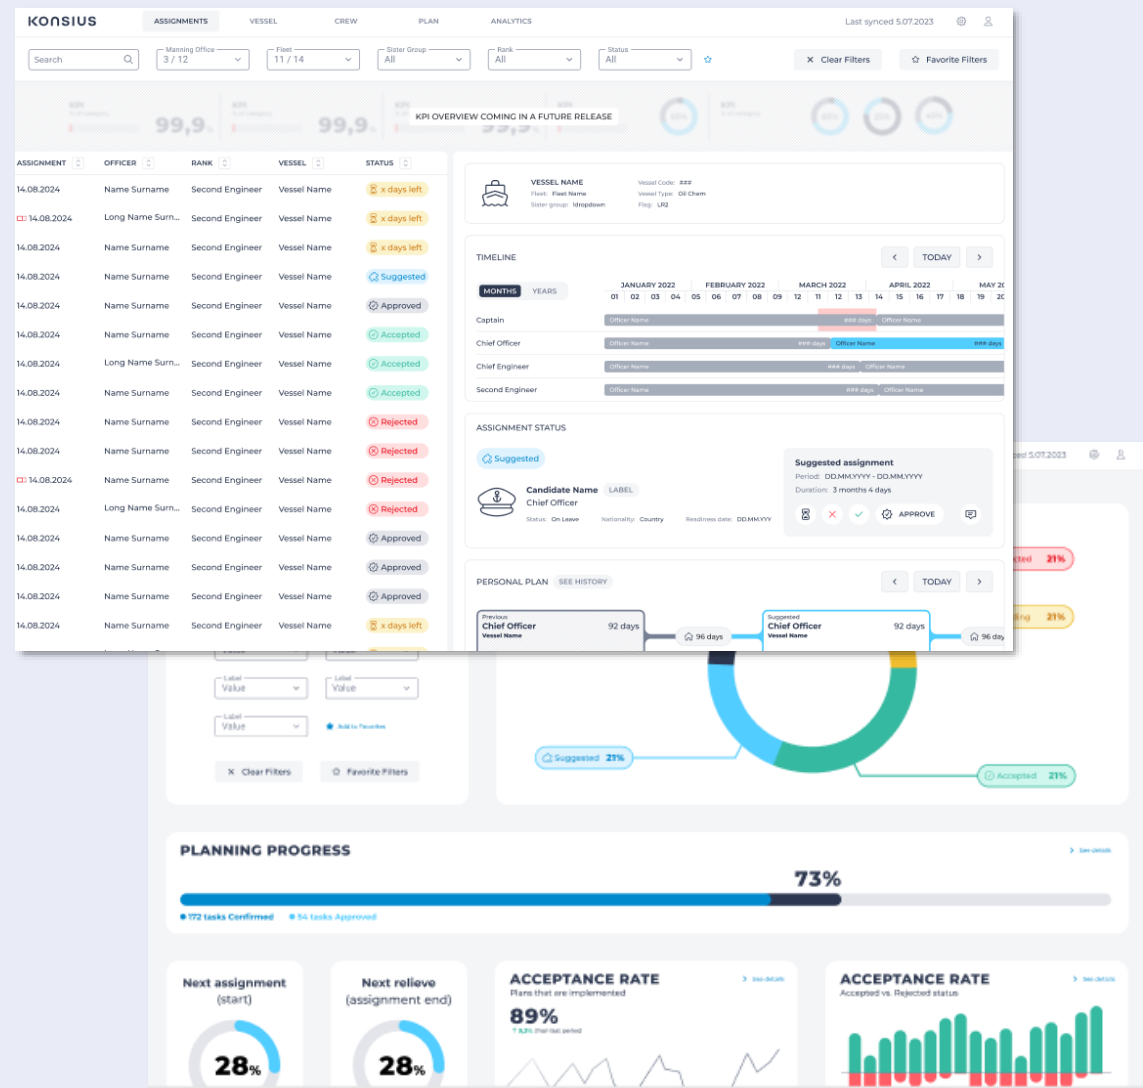 KONSIUS ASSIGNMENTS VESSEL CREW PLAN ANALYTICS Last synced 5.07.2023
Search Manning Office 3 / 12 Fleet 11 / 14 Sister Group All Rank All Status All Clear Filters Favorite Filters
KPI KPI KPI KPI KPI
99,9 99,9 99,9
KPI OVERVIEW COMING IN A FUTURE RELEASE
ASSIGNMENT OFFICER RANK VESSEL STATUS
14.08.2024 Name Surname Second Engineer Vessel Name x days left
14.08.2024 Long Name Surn... Second Engineer Vessel Name x days left
14.08.2024 Name Surname Second Engineer Vessel Name x days left
14.08.2024 Name Surname Second Engineer Vessel Name Suggested
14.08.2024 Name Surname Second Engineer Vessel Name Approved
14.08.2024 Name Surname Second Engineer Vessel Name Accepted
14.08.2024 Long Name Surn... Second Engineer Vessel Name Accepted
14.08.2024 Name Surname Second Engineer Vessel Name Accepted
14.08.2024 Name Surname Second Engineer Vessel Name Rejected
14.08.2024 Name Surname Second Engineer Vessel Name Rejected
14.08.2024 Name Surname Second Engineer Vessel Name Rejected
14.08.2024 Long Name Surn... Second Engineer Vessel Name Rejected
14.08.2024 Name Surname Second Engineer Vessel Name Approved
14.08.2024 Name Surname Second Engineer Vessel Name Approved
14.08.2024 Name Surname Second Engineer Vessel Name Approved
14.08.2024 Name Surname Second Engineer Vessel Name x days left
VESSEL NAME Vessel Code: ###
Fleet: Fleet Name Vessel Type: Oil Chem
Sister group: !dropdown Flag: LR2
TIMELINE TODAY
MONTHS YEARS
JANUARY 2022 FEBRUARY 2022 MARCH 2022 APRIL 2022 MAY 20
01 02 03 04 05 06 07 08 09 12 11 12 13 14 15 16 17 18 19 20
Captain Officer Name ### days Officer Name
Chief Officer Officer Name ### days Officer Name ### days
Chief Engineer Officer Name ### days Officer Name
Second Engineer Officer Name ### days Officer Name
ASSIGNMENT STATUS
Suggested
Candidate Name LABEL
Chief Officer
Status: On Leave Nationality: Country Readiness date: DD.MM.YYY
Suggested assignment
Period: DD.MM.YYYY - DD.MM.YYYY
Duration: 3 months 4 days
APPROVE
PERSONAL PLAN SEE HISTORY TODAY
Previous
Chief Officer 92 days
Vessel Name
96 days
Suggested
Chief Officer 92 days
Vessel Name
96 day
5.07.2023
cted 21%
ing 21%
Value Value
Label Value Label Value
Label Value Add to Favorites
Clear Filters Favorite Filters
Suggested 21%
Accepted 21%
PLANNING PROGRESS See details
73%
172 tasks Confirmed 54 tasks Approved
Next assignment
(start)
28%
Next relieve
(assignment end)
28%
ACCEPTANCE RATE See details
Plans that are implemented
89%
than last period
ACCEPTANCE RATE See details
Accepted vs. Rejected status